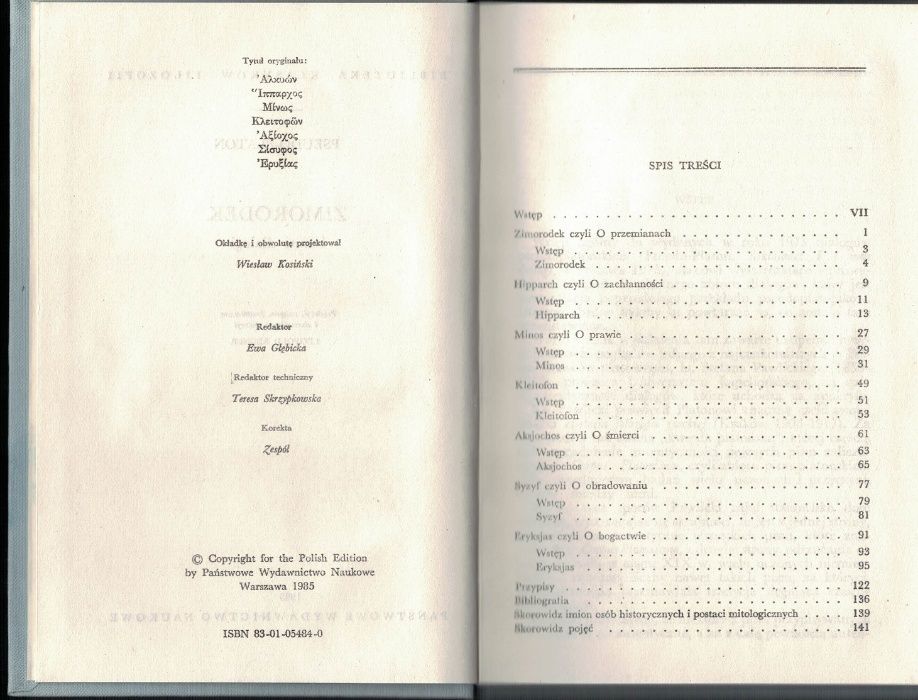 Tytuł oryginału:
Ἀλκυών
Ἵππαρχος
Μίνως
Κλειτοφῶν
Ἀξίοχος
Σίσυφος
Ἐρυξίας
Okładkę i obwolutę projektował
Wiesław Kosiński
Redaktor
Ewa Głębicka
Redaktor techniczny
Teresa Skrzypkowska
Korekta
Zespół
© Copyright for the Polish Edition
by Państwowe Wydawnictwo Naukowe
Warszawa 1985
ISBN 83-01-05484-0
SPIS TREŚCI
Wstęp . . . . . . . . . . VII
Zimorodek czyli O przemianach . . . . . . . . . . 1
Wstęp . . . . . . . . . . 3
Zimorodek . . . . . . . . . . 4
Hipparch czyli O zachłanności . . . . . . . . . . 9
Wstęp . . . . . . . . . . 11
Hipparch . . . . . . . . . . 13
Minos czyli O prawie . . . . . . . . . . 27
Wstęp . . . . . . . . . . 29
Minos . . . . . . . . . . 31
Kleitofon . . . . . . . . . . 49
Wstęp . . . . . . . . . . 51
Kleitofon . . . . . . . . . . 53
Aksjochos czyli O śmierci . . . . . . . . . . 61
Wstęp . . . . . . . . . . 63
Aksjochos . . . . . . . . . . 65
Syzyf czyli O obradowaniu . . . . . . . . . . 77
Wstęp . . . . . . . . . . 79
Syzyf . . . . . . . . . . 81
Eryksjas czyli O bogactwie . . . . . . . . . . 91
Wstęp . . . . . . . . . . 93
Eryksjas . . . . . . . . . . 95
Przypisy . . . . . . . . . . 122
Bibliografia . . . . . . . . . . 136
Skorowidz imion osób historycznych i postaci mitologicznych . . . . 139
Skorowidz pojęć . . . . . . . . . . 141